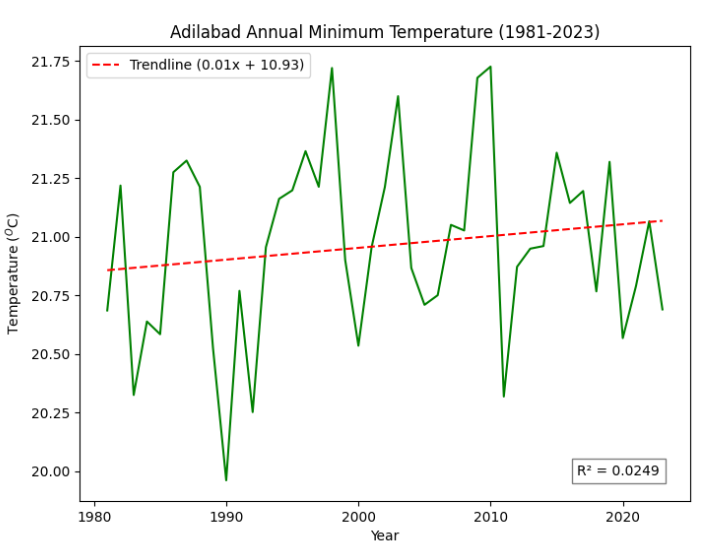 Adilabad Annual Minimum Temperature (1981-2023)
Trendline (0.01x + 10.93)
Temperature (⁰C)
21.75
21.50
21.25
21.00
20.75
20.50
20.25
20.00
R² = 0.0249
1980
1990
2000
2010
2020
Year